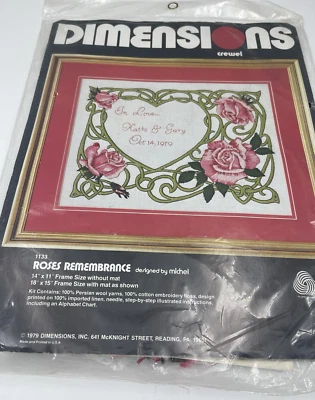 DIMENSIONS
crewel
In Love
Kathi & Gary
Oct 14, 1979
1133
ROSES REMEMBRANCE designed by michel
14" x 11" Frame Size without mat
18" x 15" Frame Size with mat as shown
Kit Contains: 100% Persian wool yarns, 100% cotton embroidery floss, design
printed on 100% imported linen, needle, step-by-step illustrated instructions,
including an Alphabet Chart.
© 1979 DIMENSIONS, INC. 641 McKNIGHT STREET, READING, PA.
Made and Printed in U.S.A.